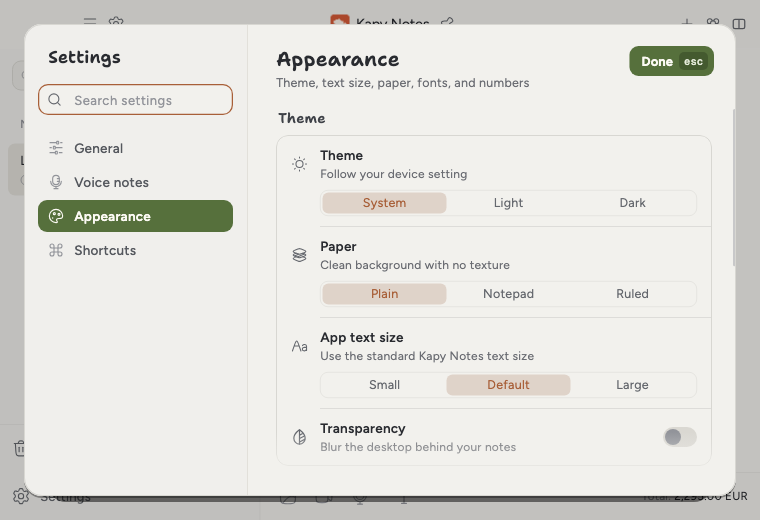 Kapy Notes
Settings
Search settings
General
Voice notes
Appearance
Shortcuts
Appearance
Theme, text size, paper, fonts, and numbers
Done esc
Theme
Theme
Follow your device setting
System Light Dark
Paper
Clean background with no texture
Plain Notepad Ruled
App text size
Aa
Use the standard Kapy Notes text size
Small Default Large
Transparency
Blur the desktop behind your notes
Settings
EUR